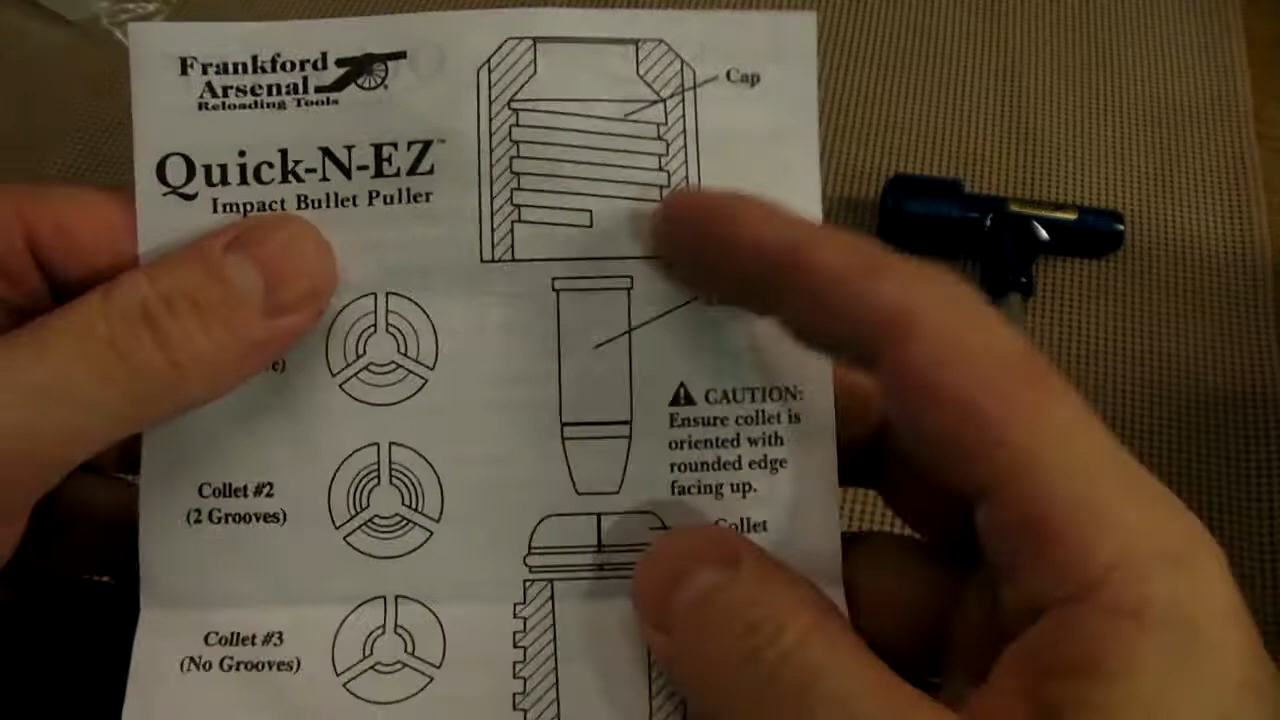 Frankford
Arsenal
Reloading Tools
Quick-N-EZ™
Impact Bullet Puller
Cap
CAUTION:
Ensure collet is
oriented with
rounded edge
facing up.
Collet #2
(2 Grooves)
Collet
Collet #3
(No Grooves)